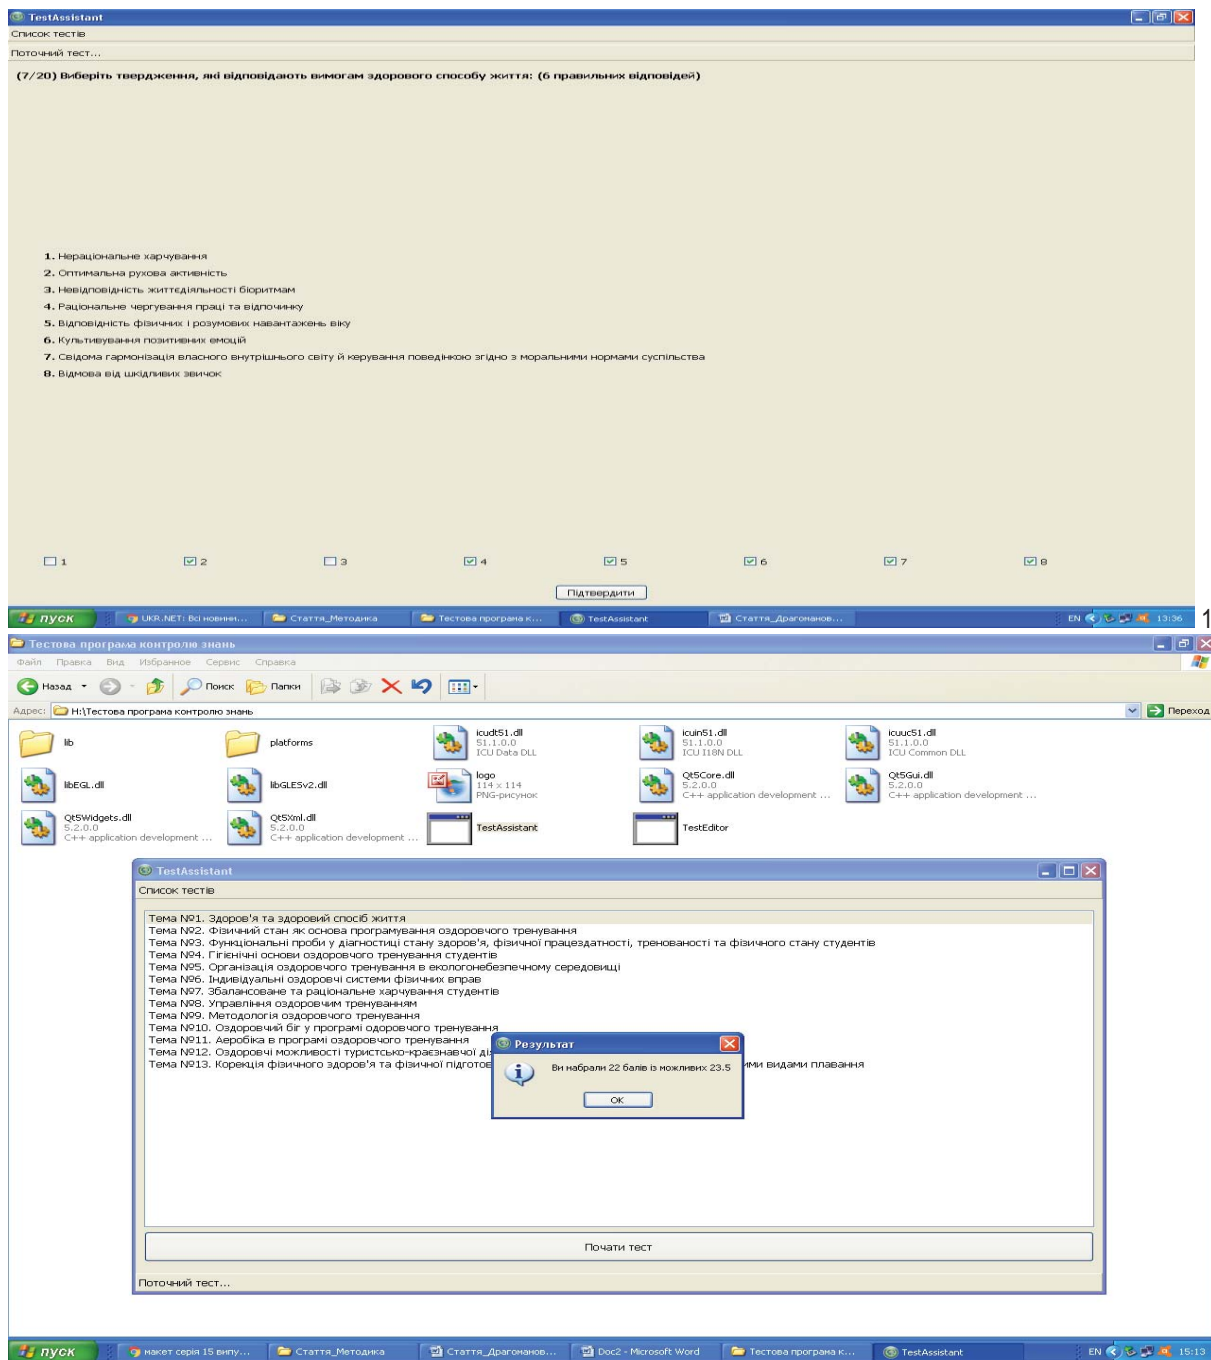 TestAssistant
Список тестів
Поточний тест...
(7/20) Виберіть твердження, які відповідають вимогам здорового способу життя: (6 правильних відповідей)
1. Нераціональне харчування
2. Оптимальна рухова активність
3. Невідповідність життєдіяльності біоритмам
4. Раціональне чергування праці та відпочинку
5. Відповідність фізичних і розумових навантажень віку
6. Культивування позитивних емоцій
7. Свідома гармонізація власного внутрішнього світу й керування поведінкою згідно з моральними нормами суспільства
8. Відмова від шкідливих звичок
1 2 3 4 5 6 7 8
Підтвердити
пуск UKR.NET: Всі новини... Стаття_Методика Тестова програма к... TestAssistant Стаття_Драгоманов... EN 13:36
1
Тестова програма контролю знань
Файл Правка Вид Избранное Сервис Справка
Назад Поиск Папки
Адрес: H:\Тестова програма контролю знань Переход
lib platforms icudt51.dll icuin51.dll icuuc51.dll
51.1.0.0 51.1.0.0 51.1.0.0
ICU Data DLL ICU I18N DLL ICU Common DLL
libEGL.dll libGLESv2.dll logo Qt5Core.dll Qt5Gui.dll
114 x 114 5.2.0.0 5.2.0.0
PNG-рисунок C++ application development ... C++ application development ...
Qt5Widgets.dll Qt5Xml.dll TestAssistant TestEditor
5.2.0.0 5.2.0.0
C++ application development ... C++ application development ...
TestAssistant
Список тестів
Тема №1. Здоров'я та здоровий спосіб життя
Тема №2. Фізичний стан як основа програмування оздоровчого тренування
Тема №3. Функціональні проби у діагностиці стану здоров'я, фізичної працездатності, тренованості та фізичного стану студентів
Тема №4. Гігієнічні основи оздоровчого тренування студентів
Тема №5. Організація оздоровчого тренування в екологонебезпечному середовищі
Тема №6. Індивідуальні оздоровчі системи фізичних вправ
Тема №7. Збалансоване та раціональне харчування студентів
Тема №8. Управління оздоровчим тренуванням
Тема №9. Методологія оздоровчого тренування
Тема №10. Оздоровчий біг у програмі одоровчого тренування
Тема №11. Аеробіка в програмі оздоровчого тренування
Тема №12. Оздоровчі можливості туристсько-краєзнавчої ді
Тема №13. Корекція фізичного здоров'я та фізичної підготов ими видами плавання
Результат
Ви набрали 22 балів із можливих 23.5
OK
Почати тест
Поточний тест...
пуск макет серія 15 випу... Стаття_Методика Стаття_Драгоманов... Doc2 - Microsoft Word Тестова програма к... TestAssistant EN 15:13